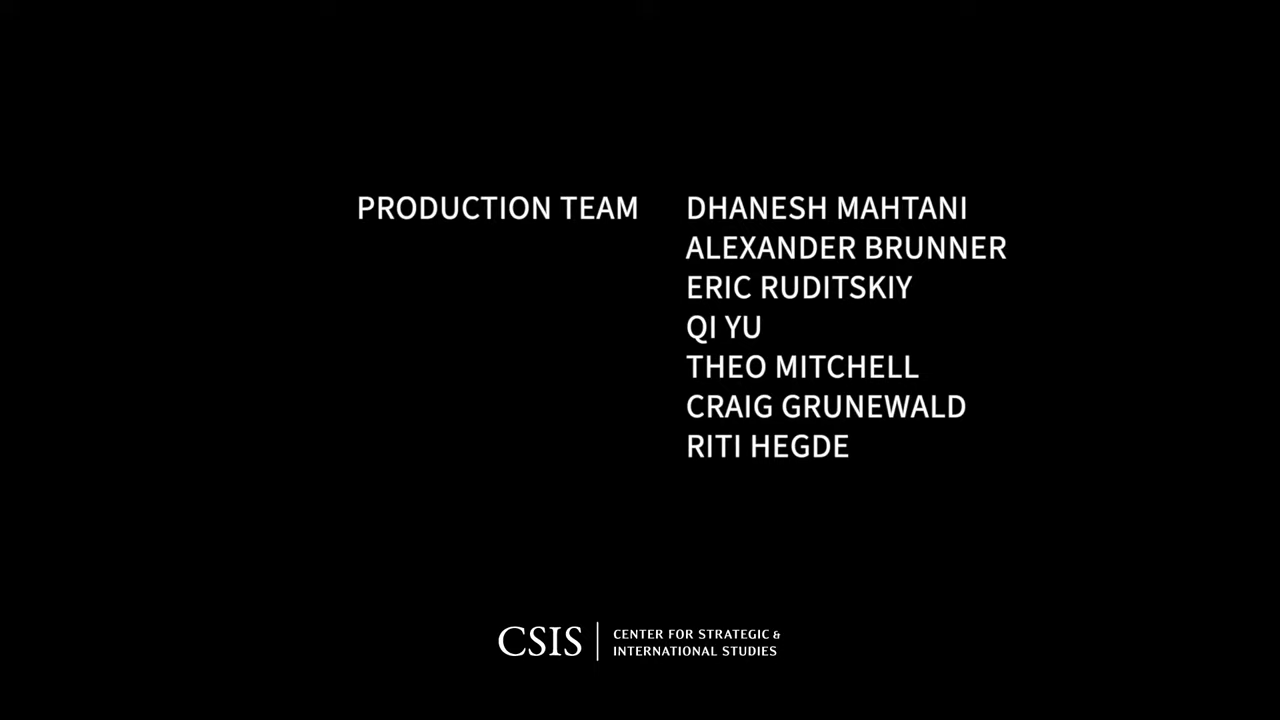 PRODUCTION TEAM DHANESH MAHTANI
ALEXANDER BRUNNER
ERIC RUDITSKIY
QI YU
THEO MITCHELL
CRAIG GRUNEWALD
RITI HEGDE
CSIS CENTER FOR STRATEGIC &
INTERNATIONAL STUDIES